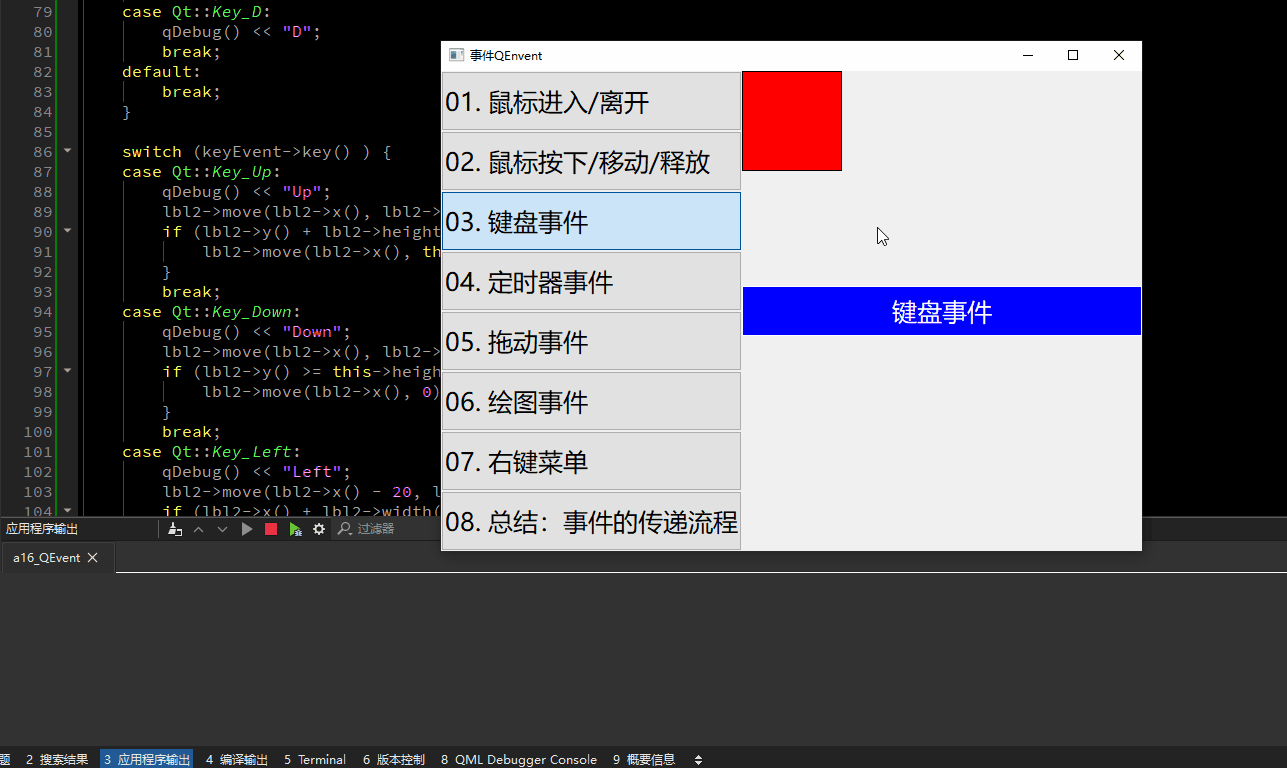 79 case Qt::Key_D:
80 qDebug() << "D";
81 break;
82 default:
83 break;
84 }
85
86 switch (keyEvent->key() ) {
87 case Qt::Key_Up:
88 qDebug() << "Up";
89 lbl2->move(lbl2->x(), lbl2->
90 if (lbl2->y() + lbl2->height
91 lbl2->move(lbl2->x(), th
92 }
93 break;
94 case Qt::Key_Down:
95 qDebug() << "Down";
96 lbl2->move(lbl2->x(), lbl2->
97 if (lbl2->y() >= this->heigh
98 lbl2->move(lbl2->x(), 0)
99 }
100 break;
101 case Qt::Key_Left:
102 qDebug() << "Left";
103 lbl2->move(lbl2->x() - 20, l
104 if (lbl2->x() + lbl2->width(
事件QEnvent
01. 鼠标进入/离开
02. 鼠标按下/移动/释放
03. 键盘事件
04. 定时器事件
05. 拖动事件
06. 绘图事件
07. 右键菜单
08. 总结：事件的传递流程
键盘事件
应用程序输出 过滤器
a16_QEvent
题 2 搜索结果 3 应用程序输出 4 编译输出 5 Terminal 6 版本控制 8 QML Debugger Console 9 概要信息